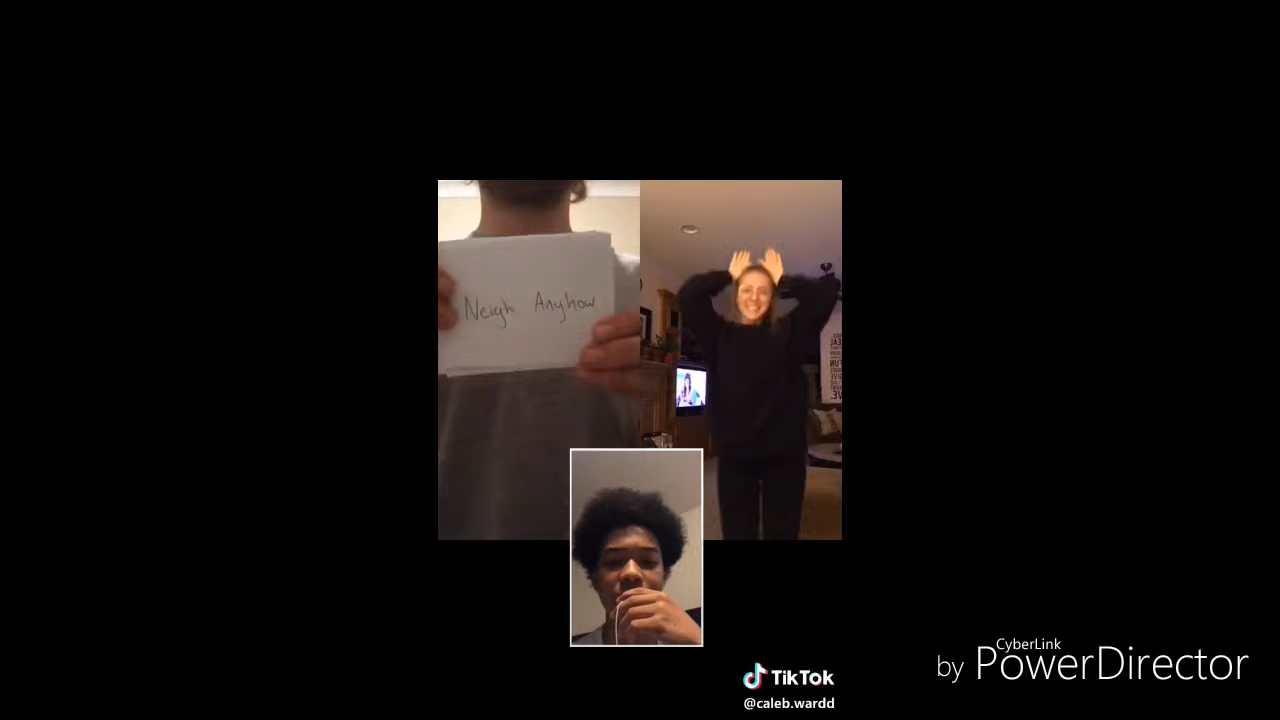 Neigh Anyhow
TikTok
@caleb.wardd
CyberLink
by PowerDirector